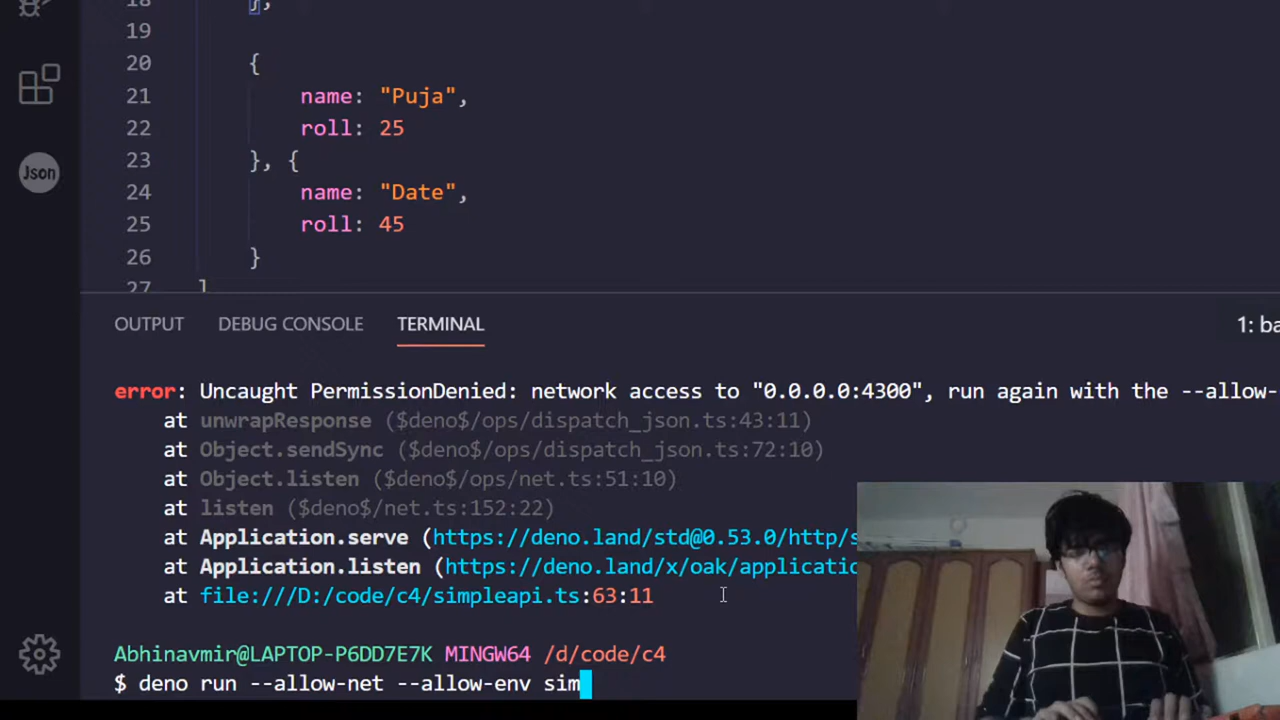 18 },
19
20 {
21 name: "Puja",
22 roll: 25
23 }, {
24 name: "Date",
25 roll: 45
26 }
27 ]
Json
OUTPUT DEBUG CONSOLE TERMINAL 1: ba
error: Uncaught PermissionDenied: network access to "0.0.0.0:4300", run again with the --allow-
at unwrapResponse ($deno$/ops/dispatch_json.ts:43:11)
at Object.sendSync ($deno$/ops/dispatch_json.ts:72:10)
at Object.listen ($deno$/ops/net.ts:51:10)
at listen ($deno$/net.ts:152:22)
at Application.serve (https://deno.land/std@0.53.0/http/s
at Application.listen (https://deno.land/x/oak/applicatio
at file:///D:/code/c4/simpleapi.ts:63:11
Abhinavmir@LAPTOP-P6DD7E7K MINGW64 /d/code/c4
$ deno run --allow-net --allow-env sim